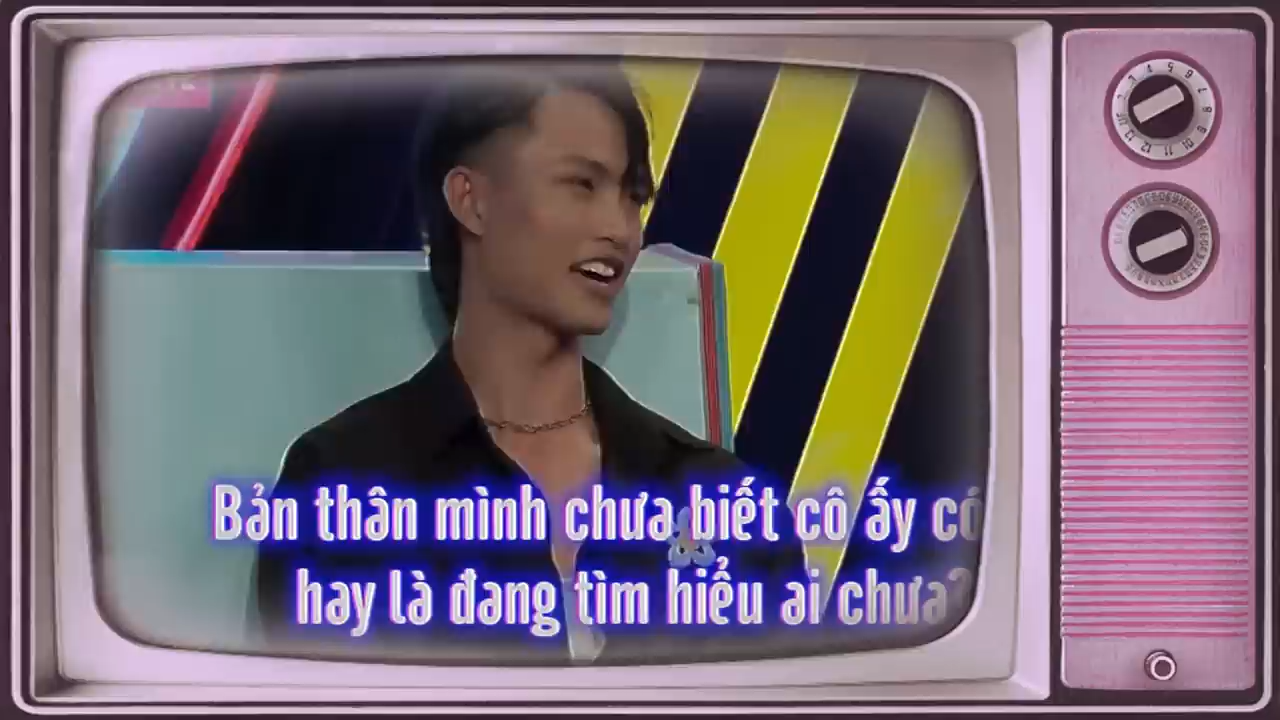 Bản thân mình chưa biết cô ấy có
hay là đang tìm hiểu ai chưa?